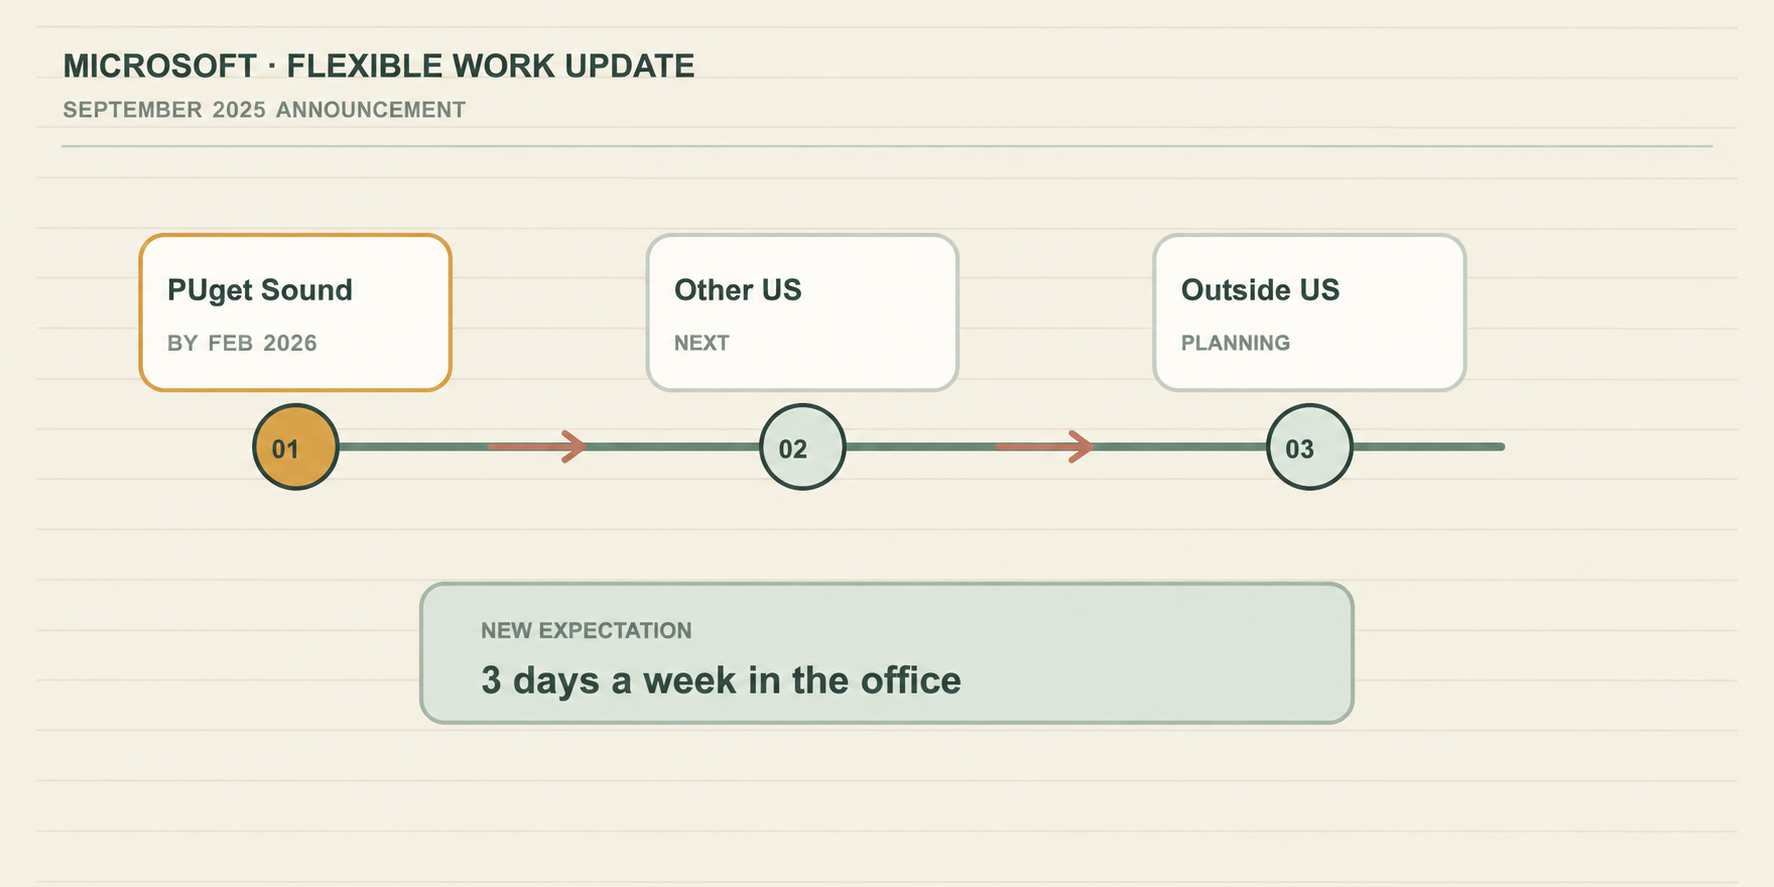 MICROSOFT · FLEXIBLE WORK UPDATE
SEPTEMBER 2025 ANNOUNCEMENT
PUget Sound
BY FEB 2026
Other US
NEXT
Outside US
PLANNING
01
02
03
NEW EXPECTATION
3 days a week in the office